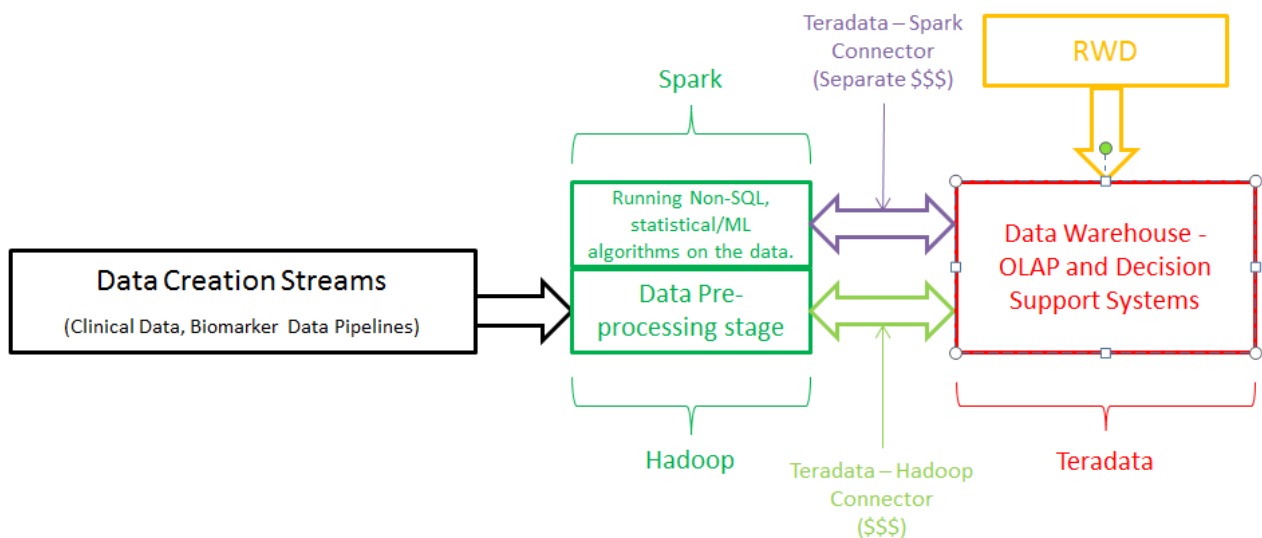 Teradata – Spark
Connector
(Separate $$$)
RWD
Spark
Running Non-SQL,
statistical/ML
algorithms on the data.
Data Warehouse -
OLAP and Decision
Support Systems
Data Creation Streams
(Clinical Data, Biomarker Data Pipelines)
Data Pre-
processing stage
Hadoop
Teradata – Hadoop
Connector
($$$)
Teradata